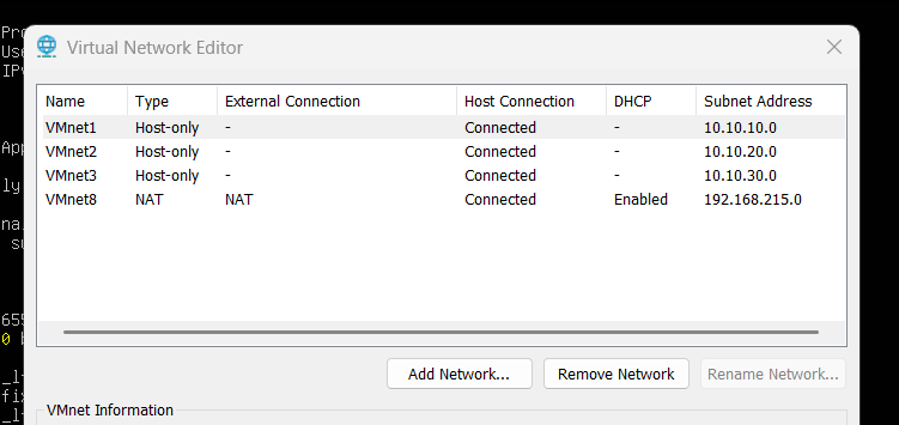 Virtual Network Editor
Name Type External Connection Host Connection DHCP Subnet Address
VMnet1 Host-only - Connected - 10.10.10.0
VMnet2 Host-only - Connected - 10.10.20.0
VMnet3 Host-only - Connected - 10.10.30.0
VMnet8 NAT NAT Connected Enabled 192.168.215.0
Add Network... Remove Network Rename Network...
VMnet Information
Pro
Use
App
ly
na
su
655
0
_l
fi
_l